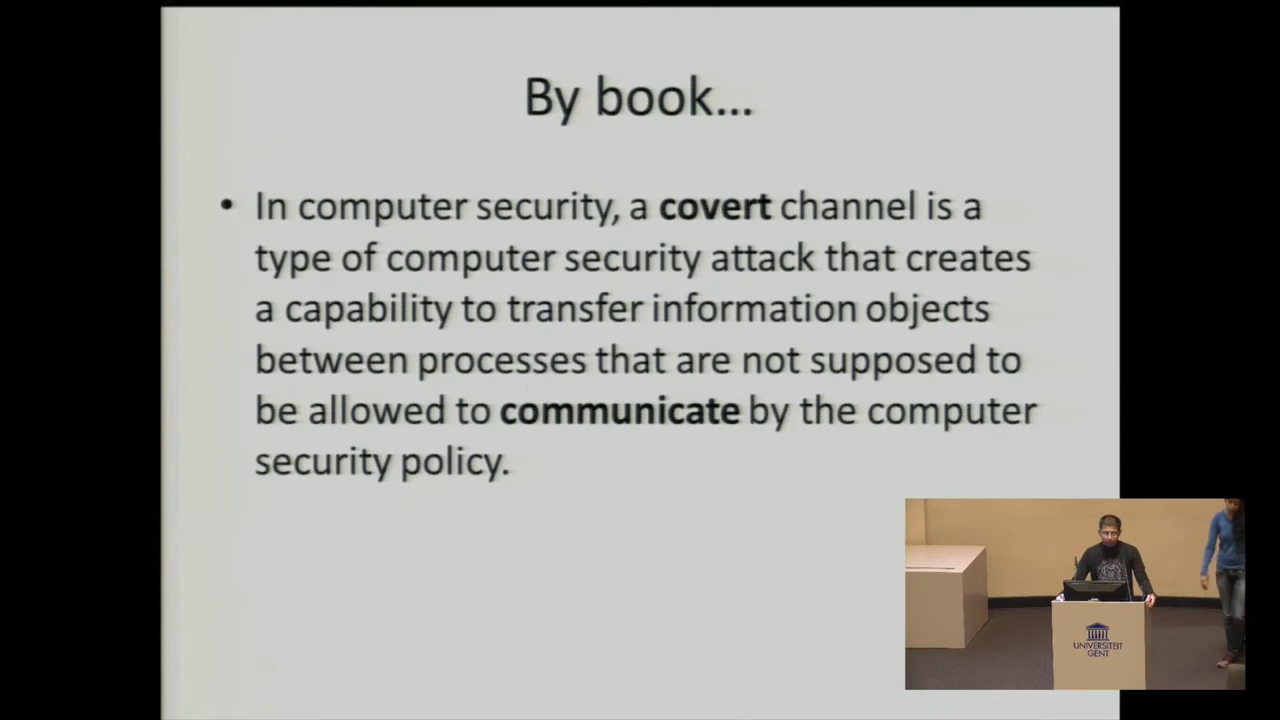 By book...
• In computer security, a covert channel is a
type of computer security attack that creates
a capability to transfer information objects
between processes that are not supposed to
be allowed to communicate by the computer
security policy.
UNIVERSITEIT
GENT